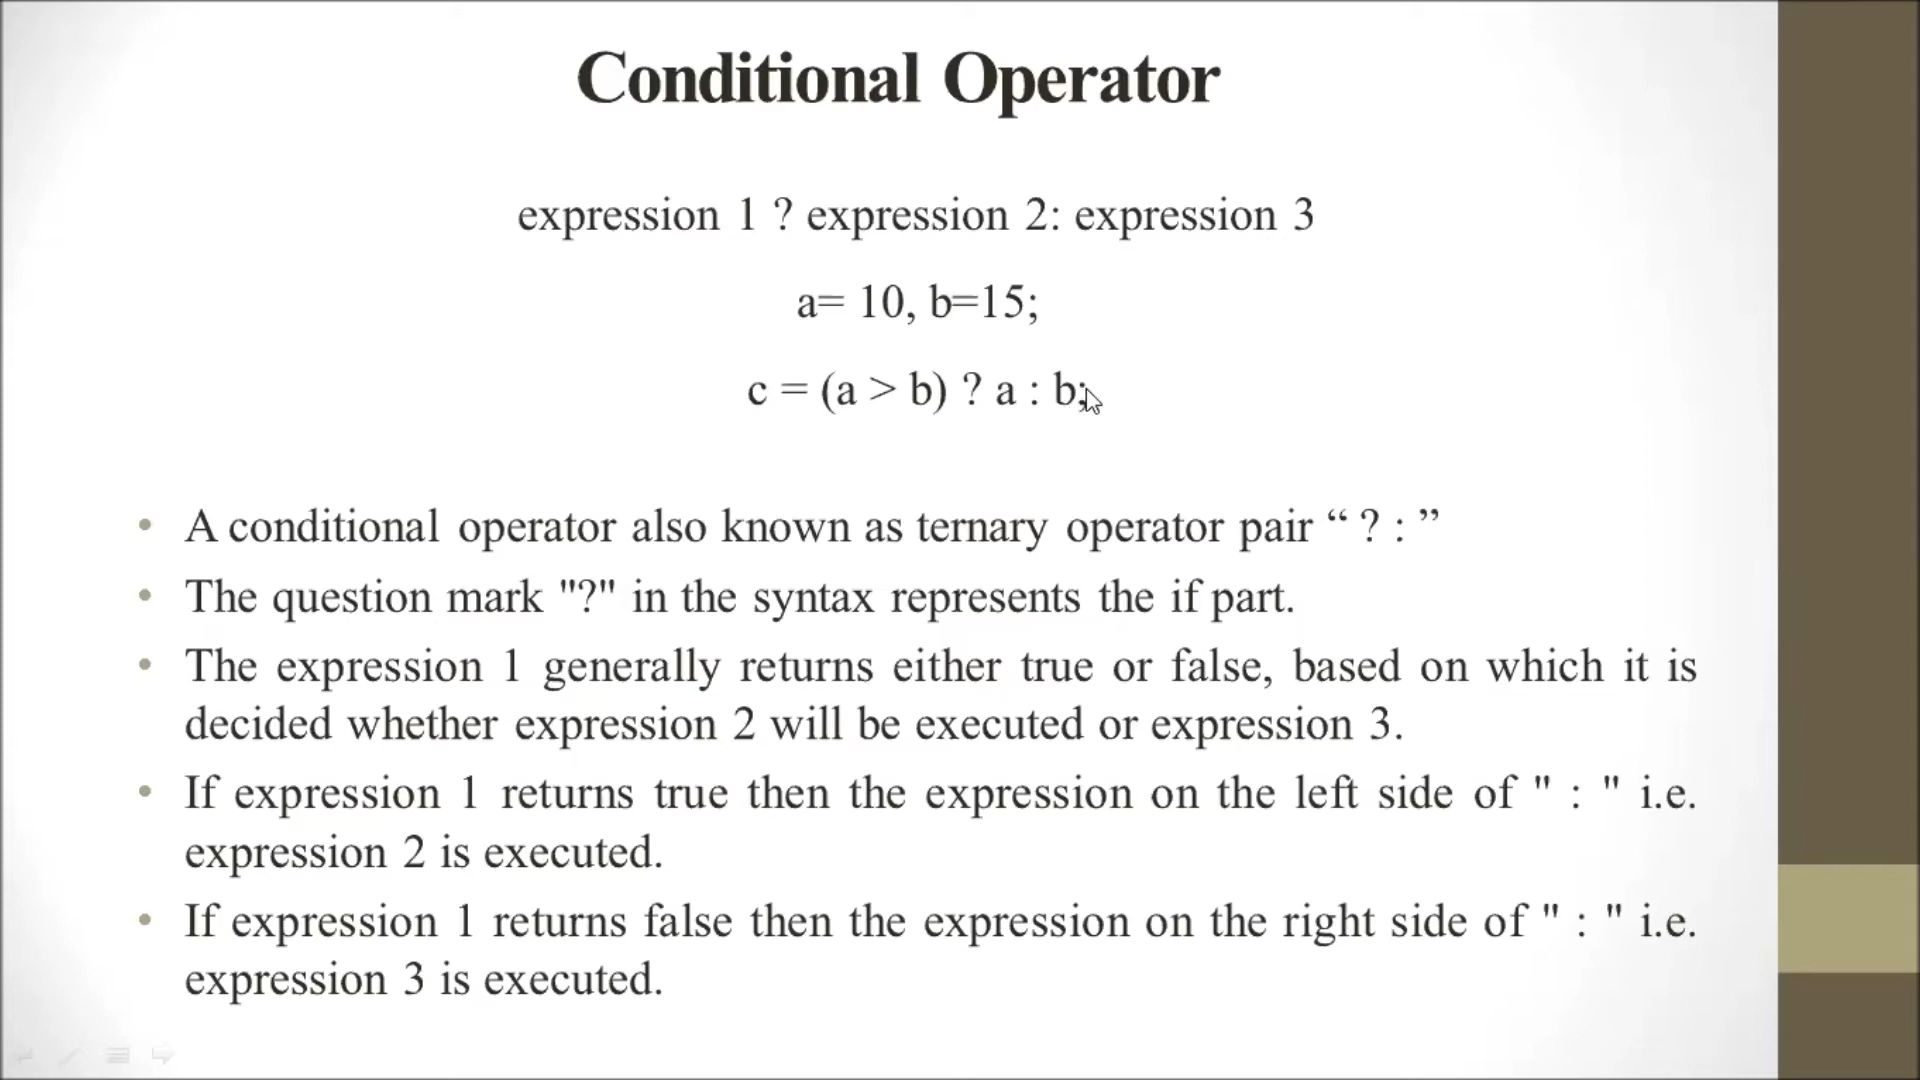 Conditional Operator
expression 1 ? expression 2: expression 3
a= 10, b=15;
c = (a > b) ? a : b;
• A conditional operator also known as ternary operator pair “ ? : ”
• The question mark "?" in the syntax represents the if part.
• The expression 1 generally returns either true or false, based on which it is
decided whether expression 2 will be executed or expression 3.
• If expression 1 returns true then the expression on the left side of " : " i.e.
expression 2 is executed.
• If expression 1 returns false then the expression on the right side of " : " i.e.
expression 3 is executed.